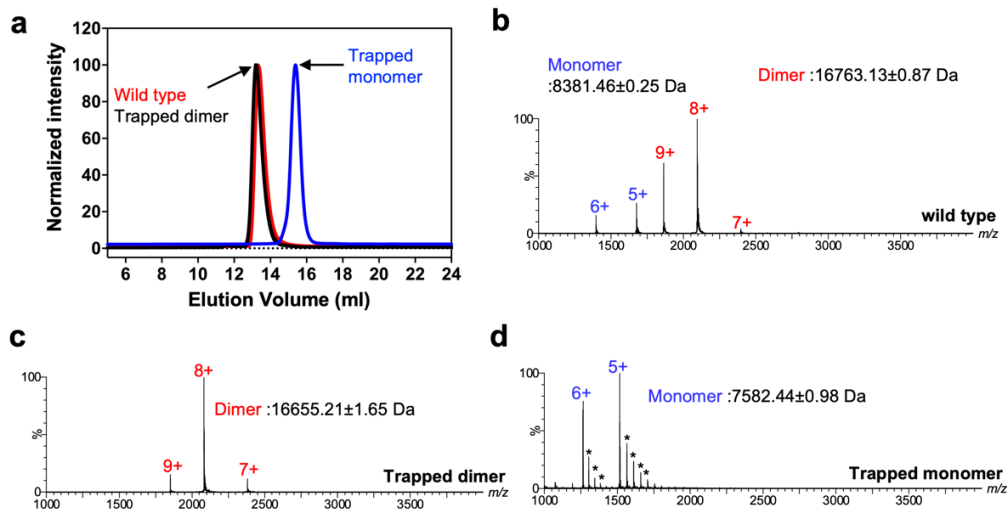 a
120
100
80
60
40
20
0
Normalized intensity
Wild type
Trapped dimer
Trapped
monomer
6 8 10 12 14 16 18 20 22 24
Elution Volume (ml)
b
Monomer
:8381.46±0.25 Da
Dimer :16763.13±0.87 Da
100
%
0
6+ 5+ 9+ 8+ 7+
wild type
1000 1500 2000 2500 3000 3500 m/z
c
100
%
0
9+ 8+ 7+
Dimer :16655.21±1.65 Da
Trapped dimer
1000 1500 2000 2500 3000 3500 m/z
d
100
%
0
6+ 5+
* * * * * * *
Monomer :7582.44±0.98 Da
Trapped monomer
1000 1500 2000 2500 3000 3500 m/z